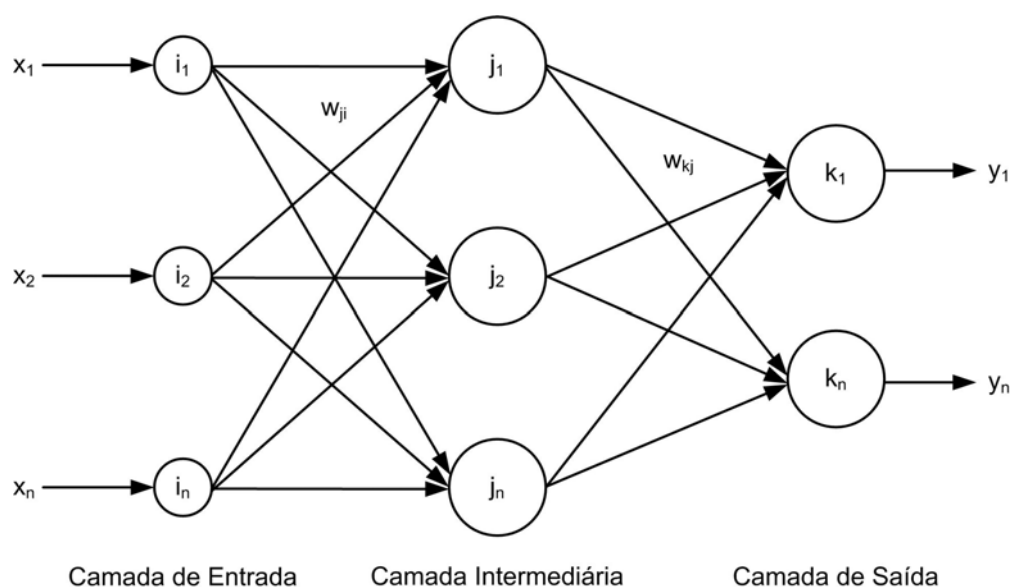 x₁ i₁ j₁
wⱼᵢ
wₖⱼ
k₁ y₁
x₂ i₂ j₂
kₙ yₙ
xₙ iₙ jₙ
Camada de Entrada Camada Intermediária Camada de Saída